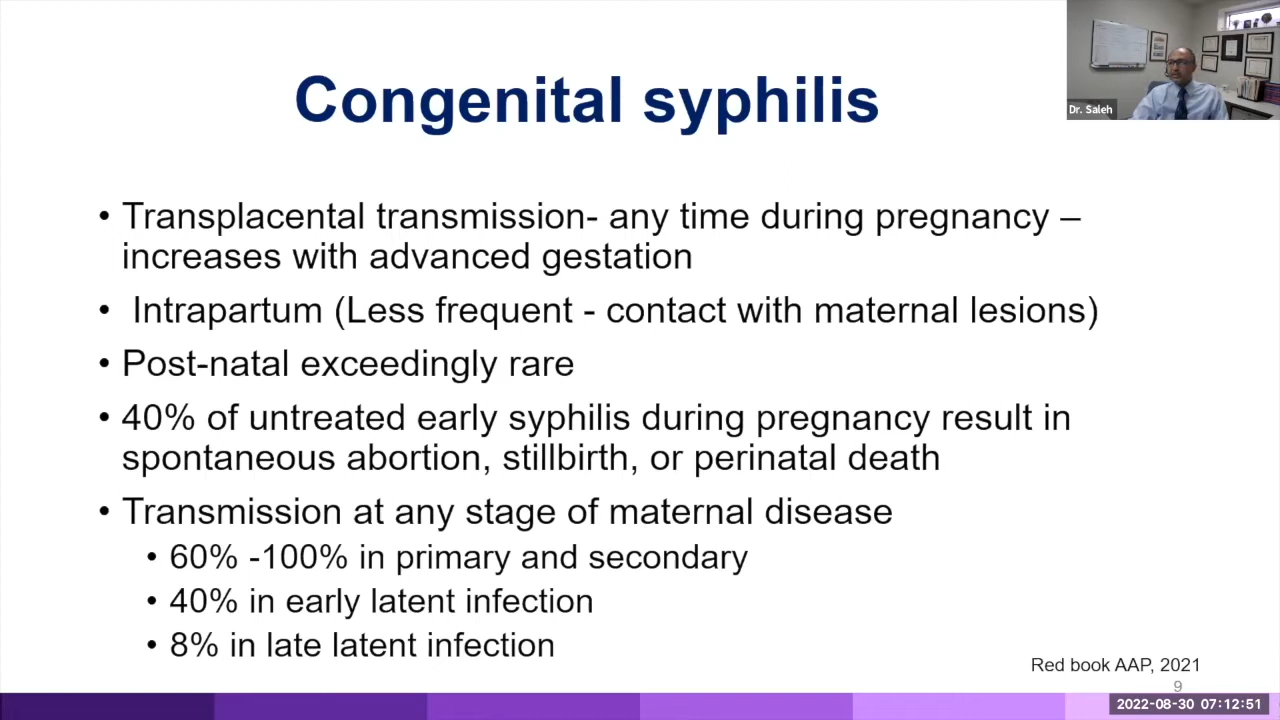 Congenital syphilis
Dr. Saleh
• Transplacental transmission- any time during pregnancy –
increases with advanced gestation
• Intrapartum (Less frequent - contact with maternal lesions)
• Post-natal exceedingly rare
• 40% of untreated early syphilis during pregnancy result in
spontaneous abortion, stillbirth, or perinatal death
• Transmission at any stage of maternal disease
• 60% -100% in primary and secondary
• 40% in early latent infection
• 8% in late latent infection
Red book AAP, 2021
9
2022-08-30 07:12:51